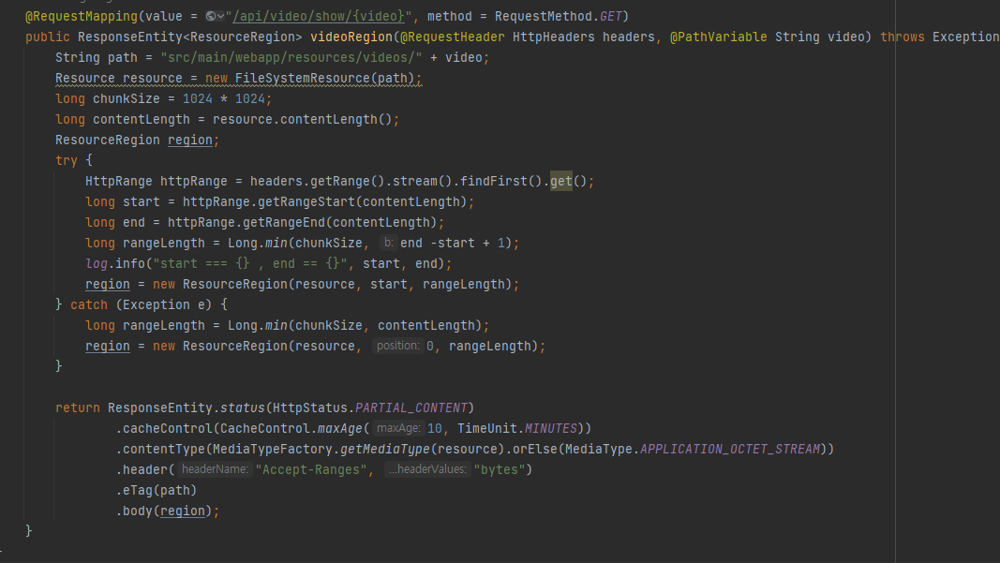 @RequestMapping(value = "/api/video/show/{video}", method = RequestMethod.GET)
public ResponseEntity<ResourceRegion> videoRegion(@RequestHeader HttpHeaders headers, @PathVariable String video) throws Exception
String path = "src/main/webapp/resources/videos/" + video;
Resource resource = new FileSystemResource(path);
long chunkSize = 1024 * 1024;
long contentLength = resource.contentLength();
ResourceRegion region;
try {
HttpRange httpRange = headers.getRange().stream().findFirst().get();
long start = httpRange.getRangeStart(contentLength);
long end = httpRange.getRangeEnd(contentLength);
long rangeLength = Long.min(chunkSize, b: end -start + 1);
log.info("start === {} , end == {}", start, end);
region = new ResourceRegion(resource, start, rangeLength);
} catch (Exception e) {
long rangeLength = Long.min(chunkSize, contentLength);
region = new ResourceRegion(resource, position: 0, rangeLength);
}
return ResponseEntity.status(HttpStatus.PARTIAL_CONTENT)
.cacheControl(CacheControl.maxAge( maxAge: 10, TimeUnit.MINUTES))
.contentType(MediaTypeFactory.getMediaType(resource).orElse(MediaType.APPLICATION_OCTET_STREAM))
.header( headerName: "Accept-Ranges", ...headerValues: "bytes")
.eTag(path)
.body(region);
}